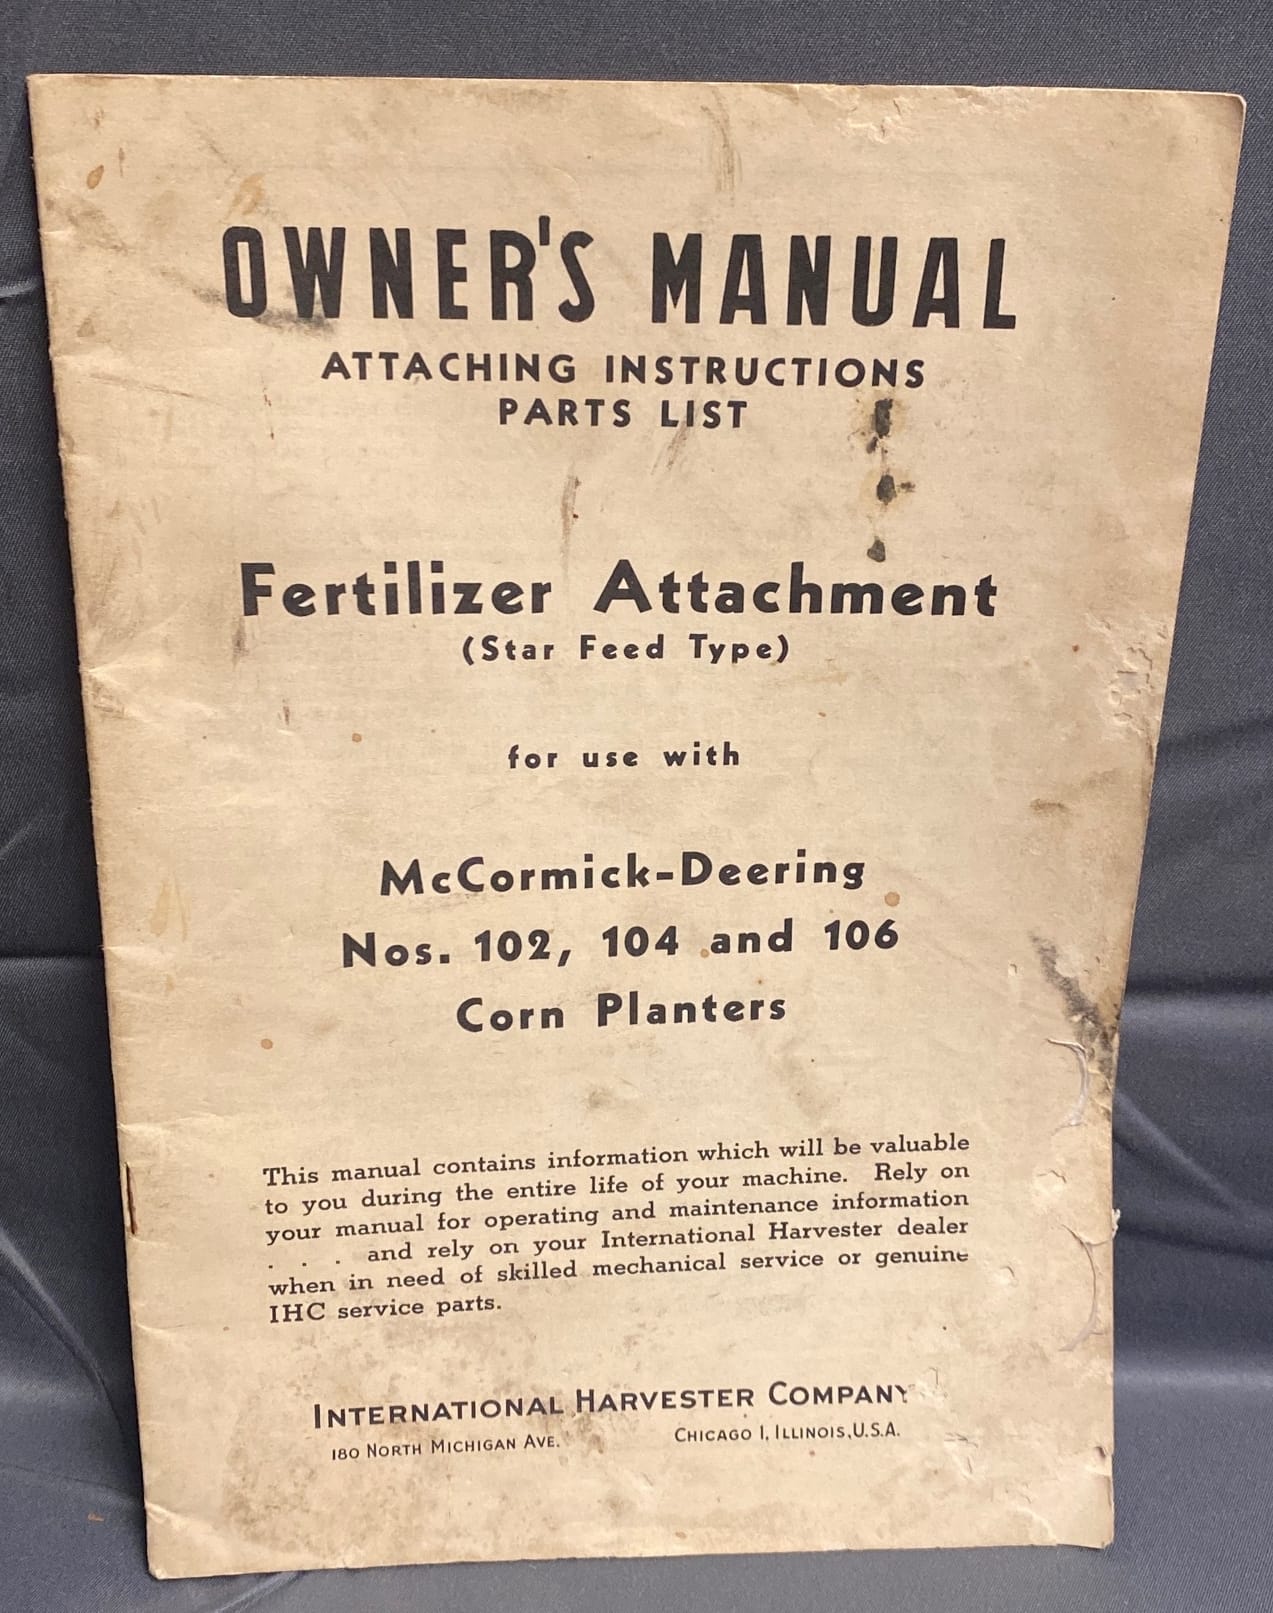 OWNER'S MANUAL
ATTACHING INSTRUCTIONS
PARTS LIST
Fertilizer Attachment
(Star Feed Type)
for use with
McCormick-Deering
Nos. 102, 104 and 106
Corn Planters
This manual contains information which will be valuable
to you during the entire life of your machine. Rely on
your manual for operating and maintenance information
. . . and rely on your International Harvester dealer
when in need of skilled mechanical service or genuine
IHC service parts.
INTERNATIONAL HARVESTER COMPANY
180 NORTH MICHIGAN AVE. CHICAGO 1, ILLINOIS, U.S.A.